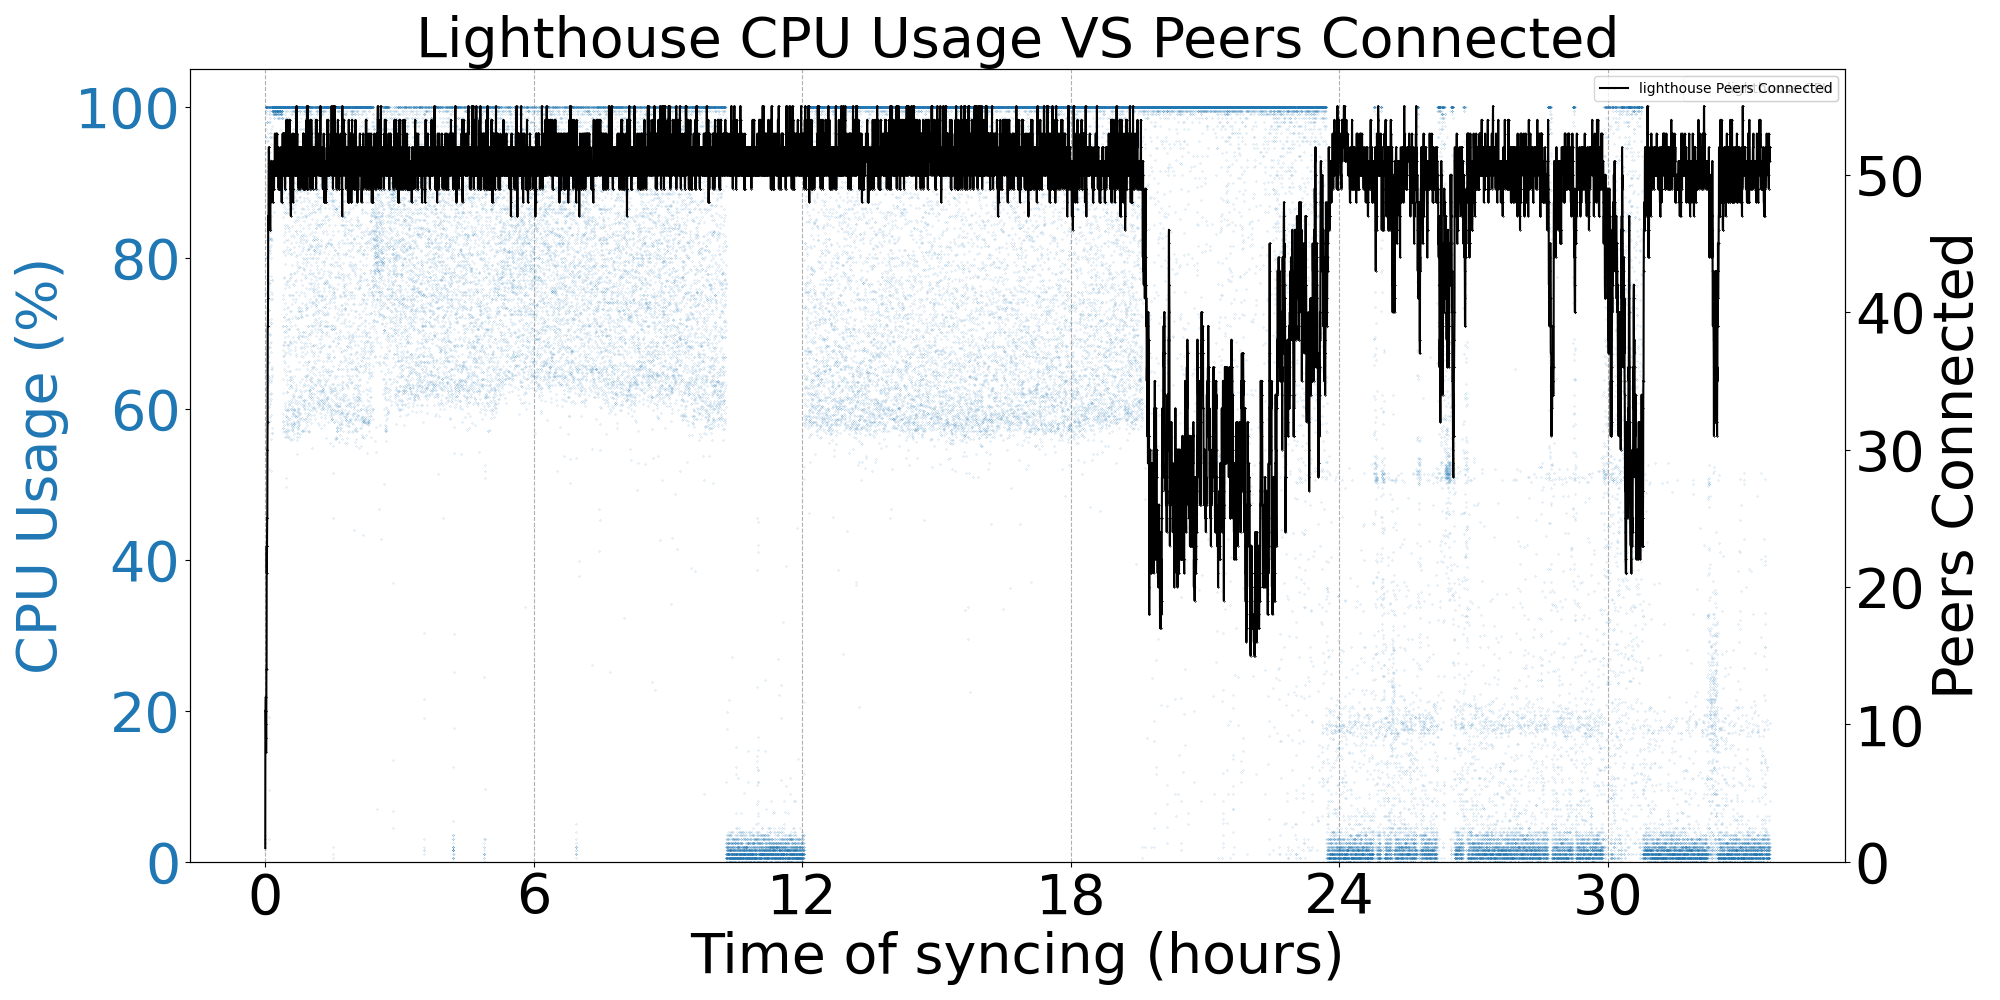 Lighthouse CPU Usage VS Peers Connected
lighthouse Peers Connected
CPU Usage (%)
100
80
60
40
20
0
50
40
30
20
10
0
Peers Connected
0 6 12 18 24 30
Time of syncing (hours)